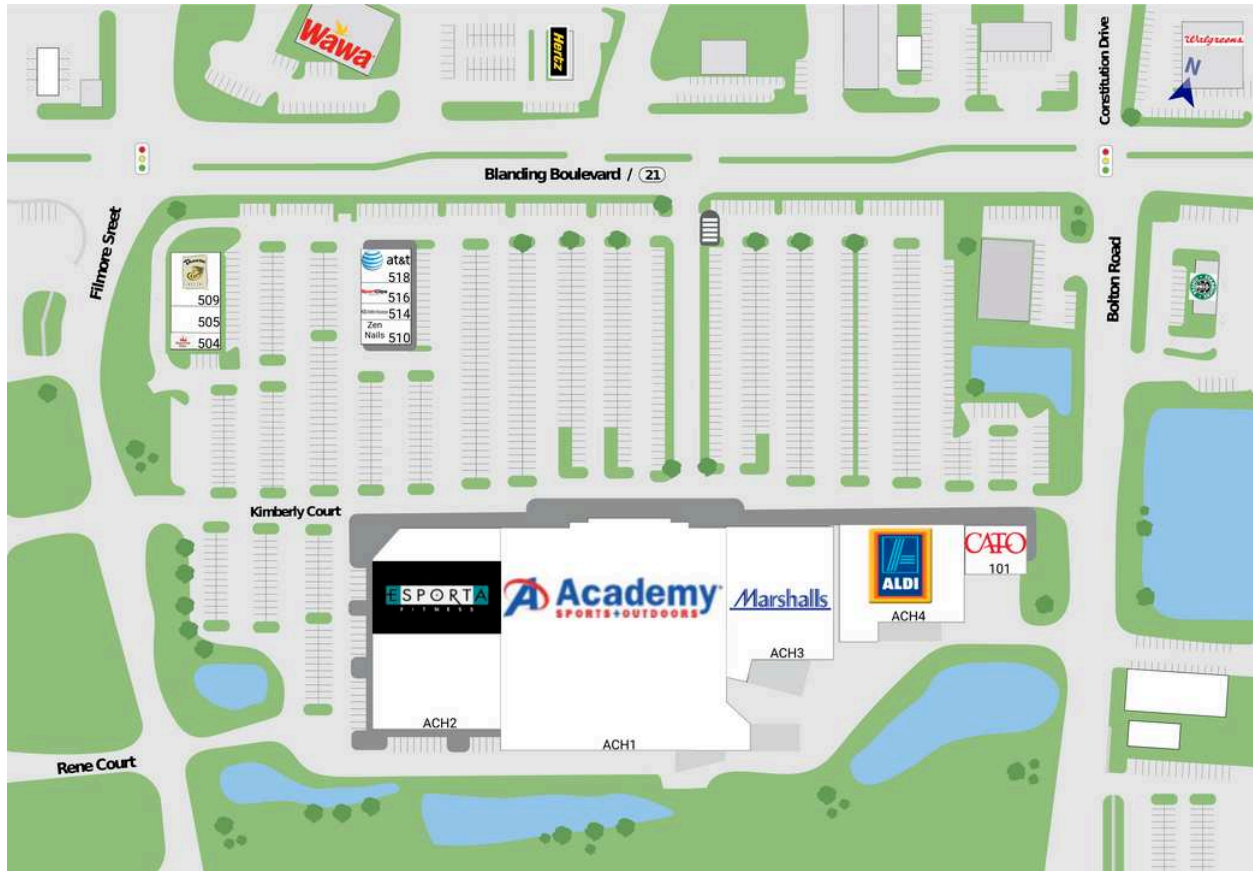 Wawa
Hertz
Constitution Drive
Walgreens
N
Blanding Boulevard / 21
Filmore Sreet
Bolton Road
at&t
518
516
514
Zen
Nails 510
509
505
504
Kimberly Court
ESPORTA
FITNESS
Academy
SPORTS+OUTDOORS
Marshalls
ALDI
CATO
101
ACH4
ACH3
ACH2
ACH1
Rene Court